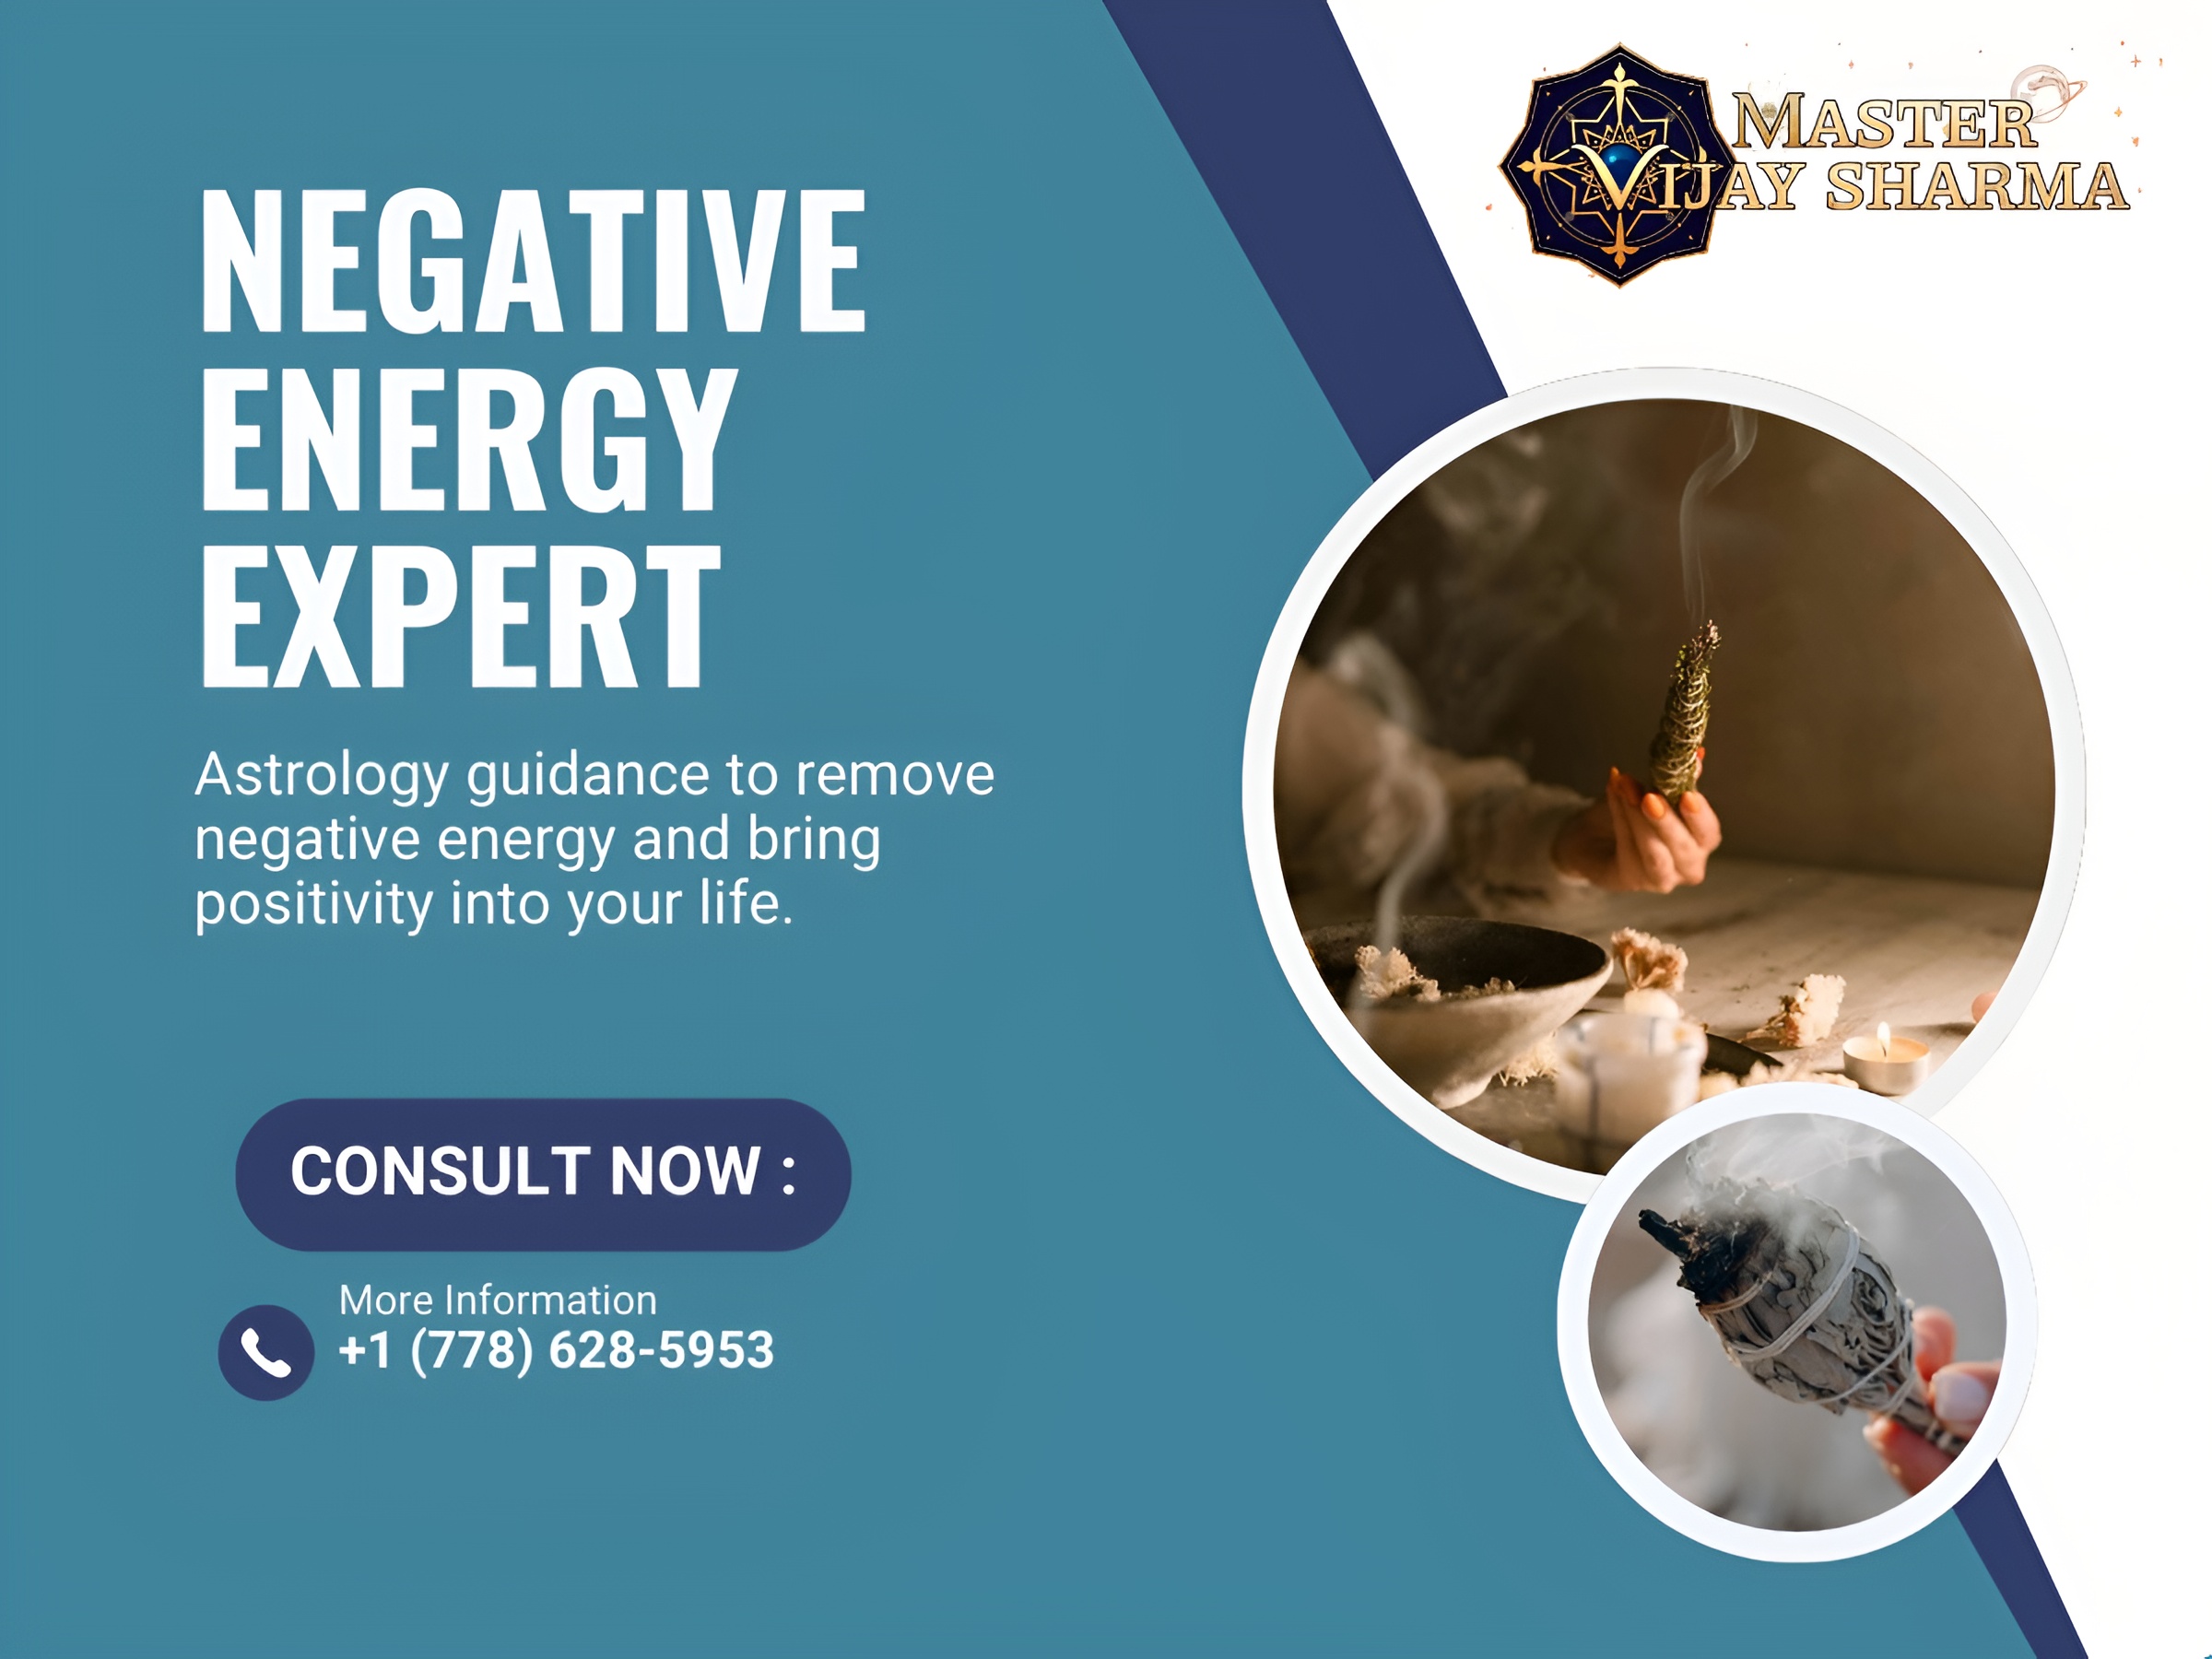 MASTER
VIJAY SHARMA
NEGATIVE
ENERGY
EXPERT
Astrology guidance to remove
negative energy and bring
positivity into your life.
CONSULT NOW :
More Information
+1 (778) 628-5953